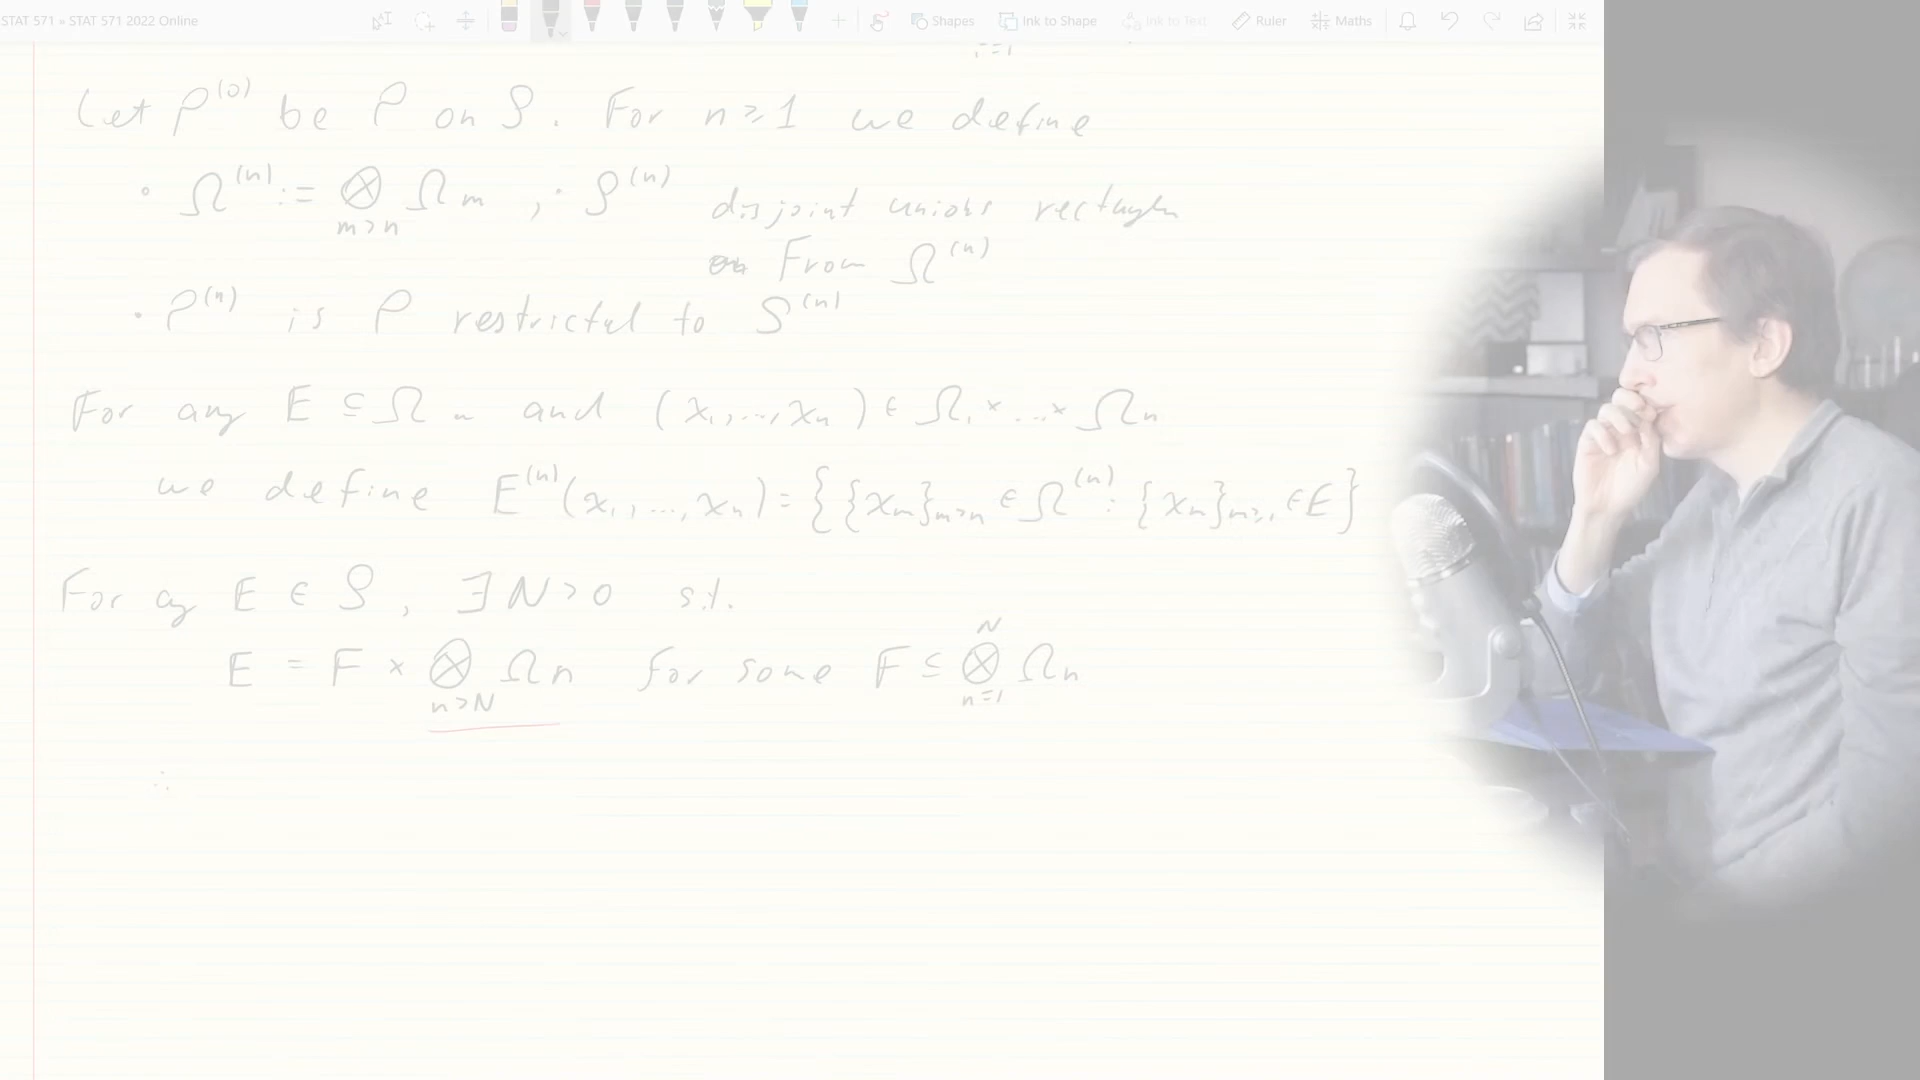 STAT 571 » STAT 571 2022 Online
Shapes Ink to Shape Ink to Text Ruler Maths
i=1
Let P^(0) be P on S. For n ≥ 1 we define
• Ω^(n) := ⊗_{m>n} Ω_m , • S^(n) disjoint unions rectangles
From Ω^(n)
• P^(n) is P restricted to S^(n)
For any E ⊆ Ω and (x_1,...,x_n) ∈ Ω_1 × ... × Ω_n
we define E^(n)(x_1,...,x_n) = { {x_m}_{m>n} ∈ Ω^(n) : {x_n}_{n≥1} ∈ E }
For any E ∈ S, ∃ N > 0 s.t.
E = F × ⊗_{n>N} Ω_n for some F ⊆ ⊗_{n=1}^N Ω_n
∴